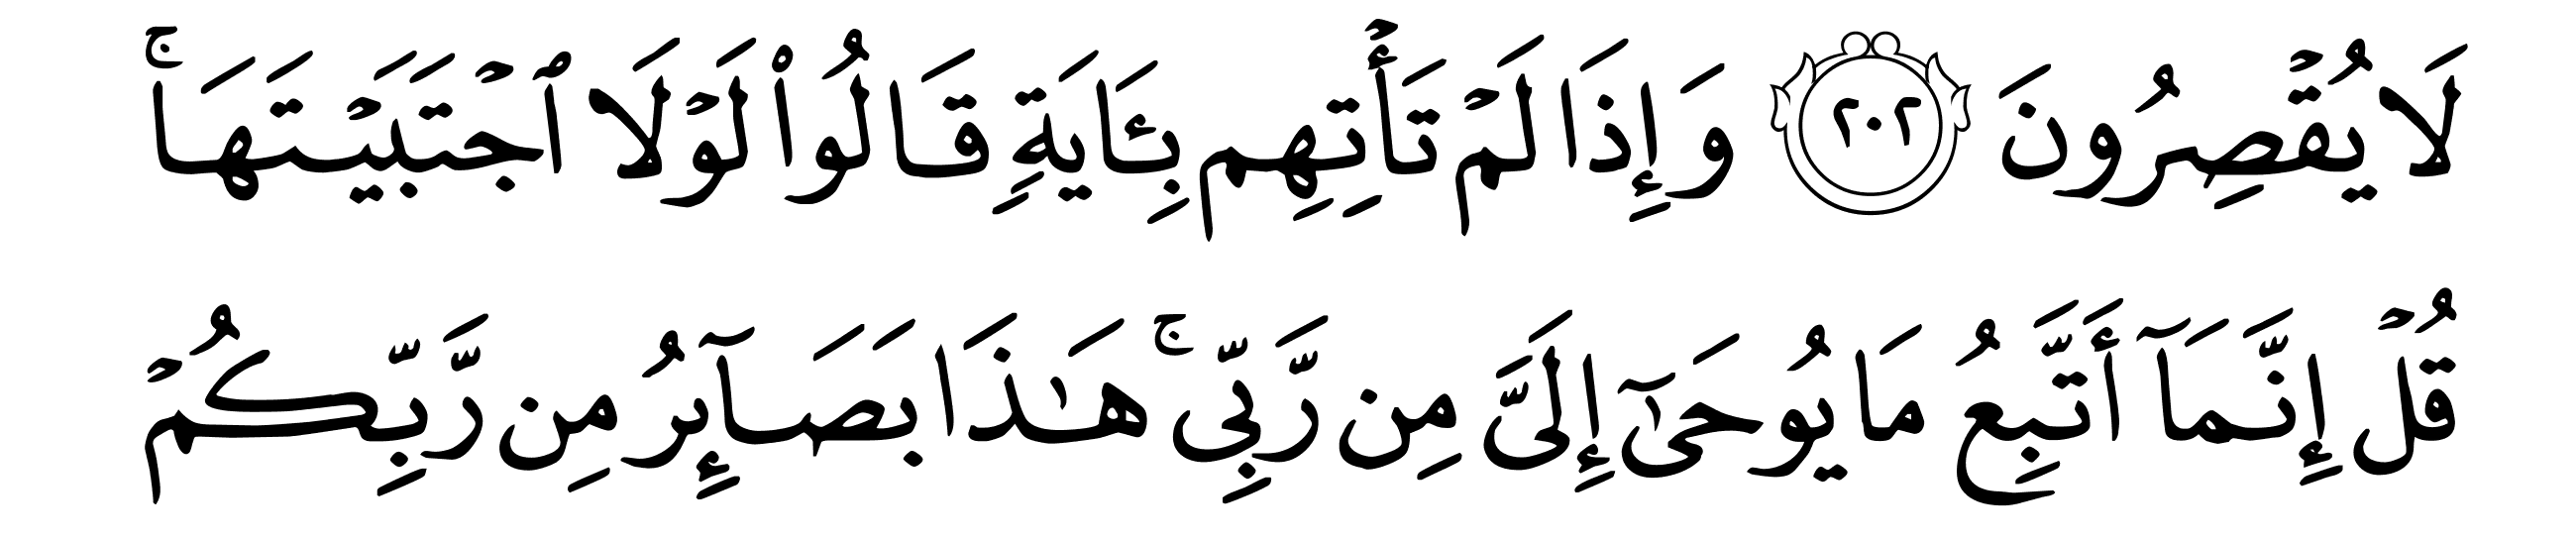 لَا يُقۡصِرُونَ ٢٠٢ وَإِذَا لَمۡ تَأۡتِهِم بِـَٔايَةٖ قَالُواْ لَوۡلَا ٱجۡتَبَيۡتَهَاۚ
قُلۡ إِنَّمَآ أَتَّبِعُ مَا يُوحَىٰٓ إِلَيَّ مِن رَّبِّيۚ هَٰذَا بَصَآئِرُ مِن رَّبِّكُمۡ